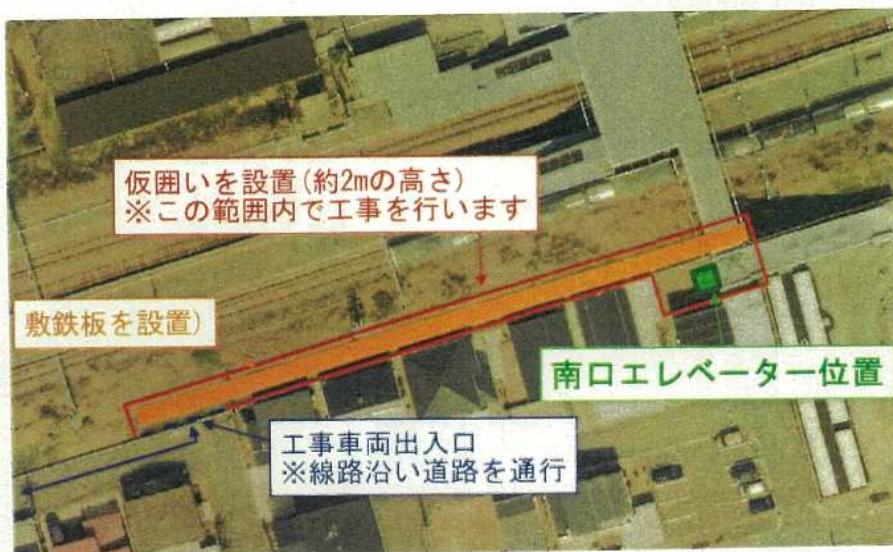 仮囲いを設置(約2mの高さ)
※この範囲内で工事を行います
敷鉄板を設置)
南口エレベーター位置
工事車両出入口
※線路沿い道路を通行